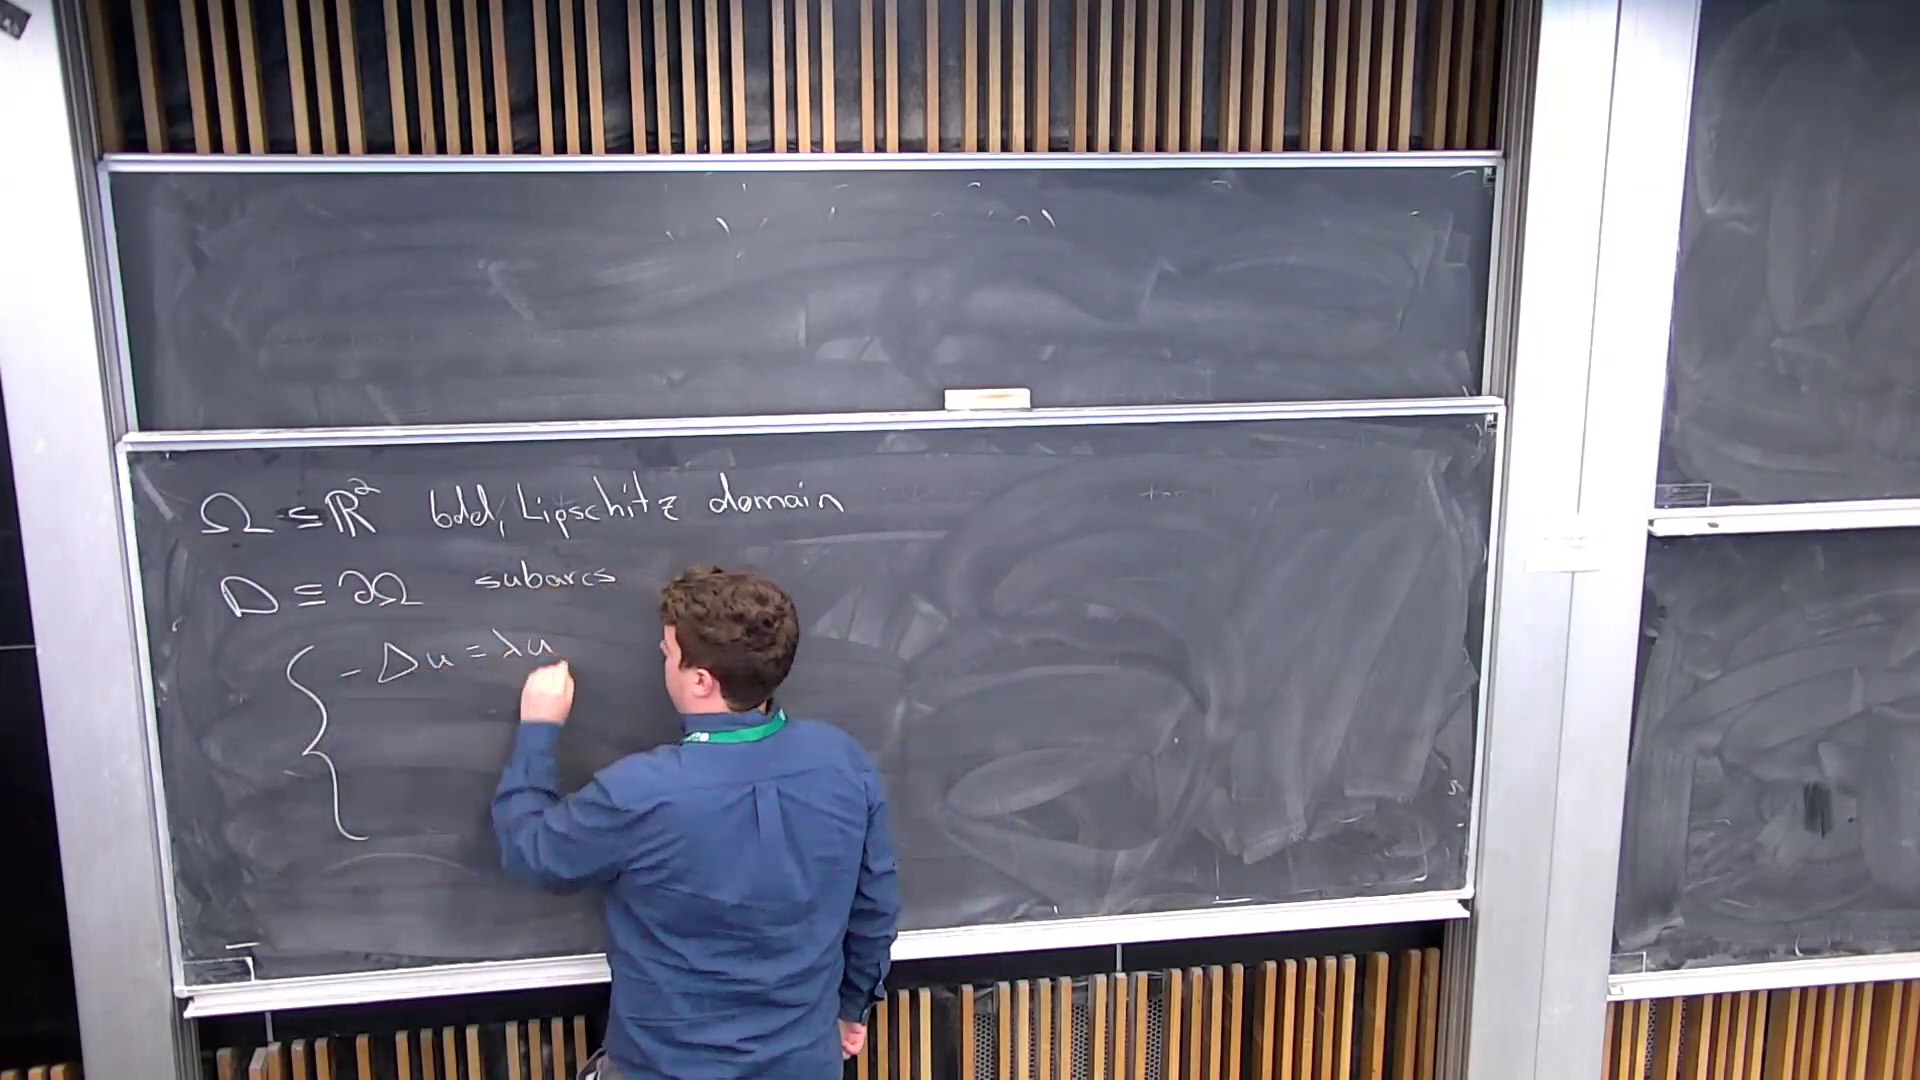 Ω ⊆ ℝ² bdd, Lipschitz domain
D ⊆ ∂Ω subarcs
{ -Δu = λu